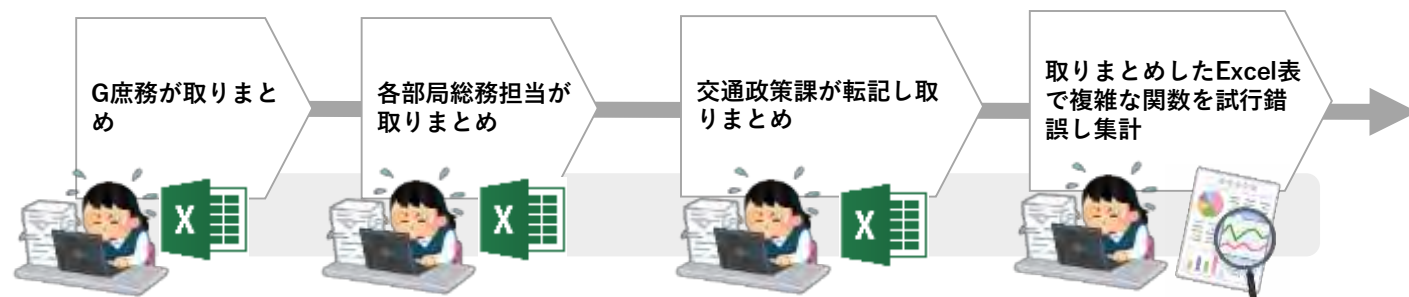 G庶務が取りまと
め
各部局総務担当が
取りまとめ
交通政策課が転記し取
りまとめ
取りまとめしたExcel表
で複雑な関数を試行錯
誤し集計
X
X
X